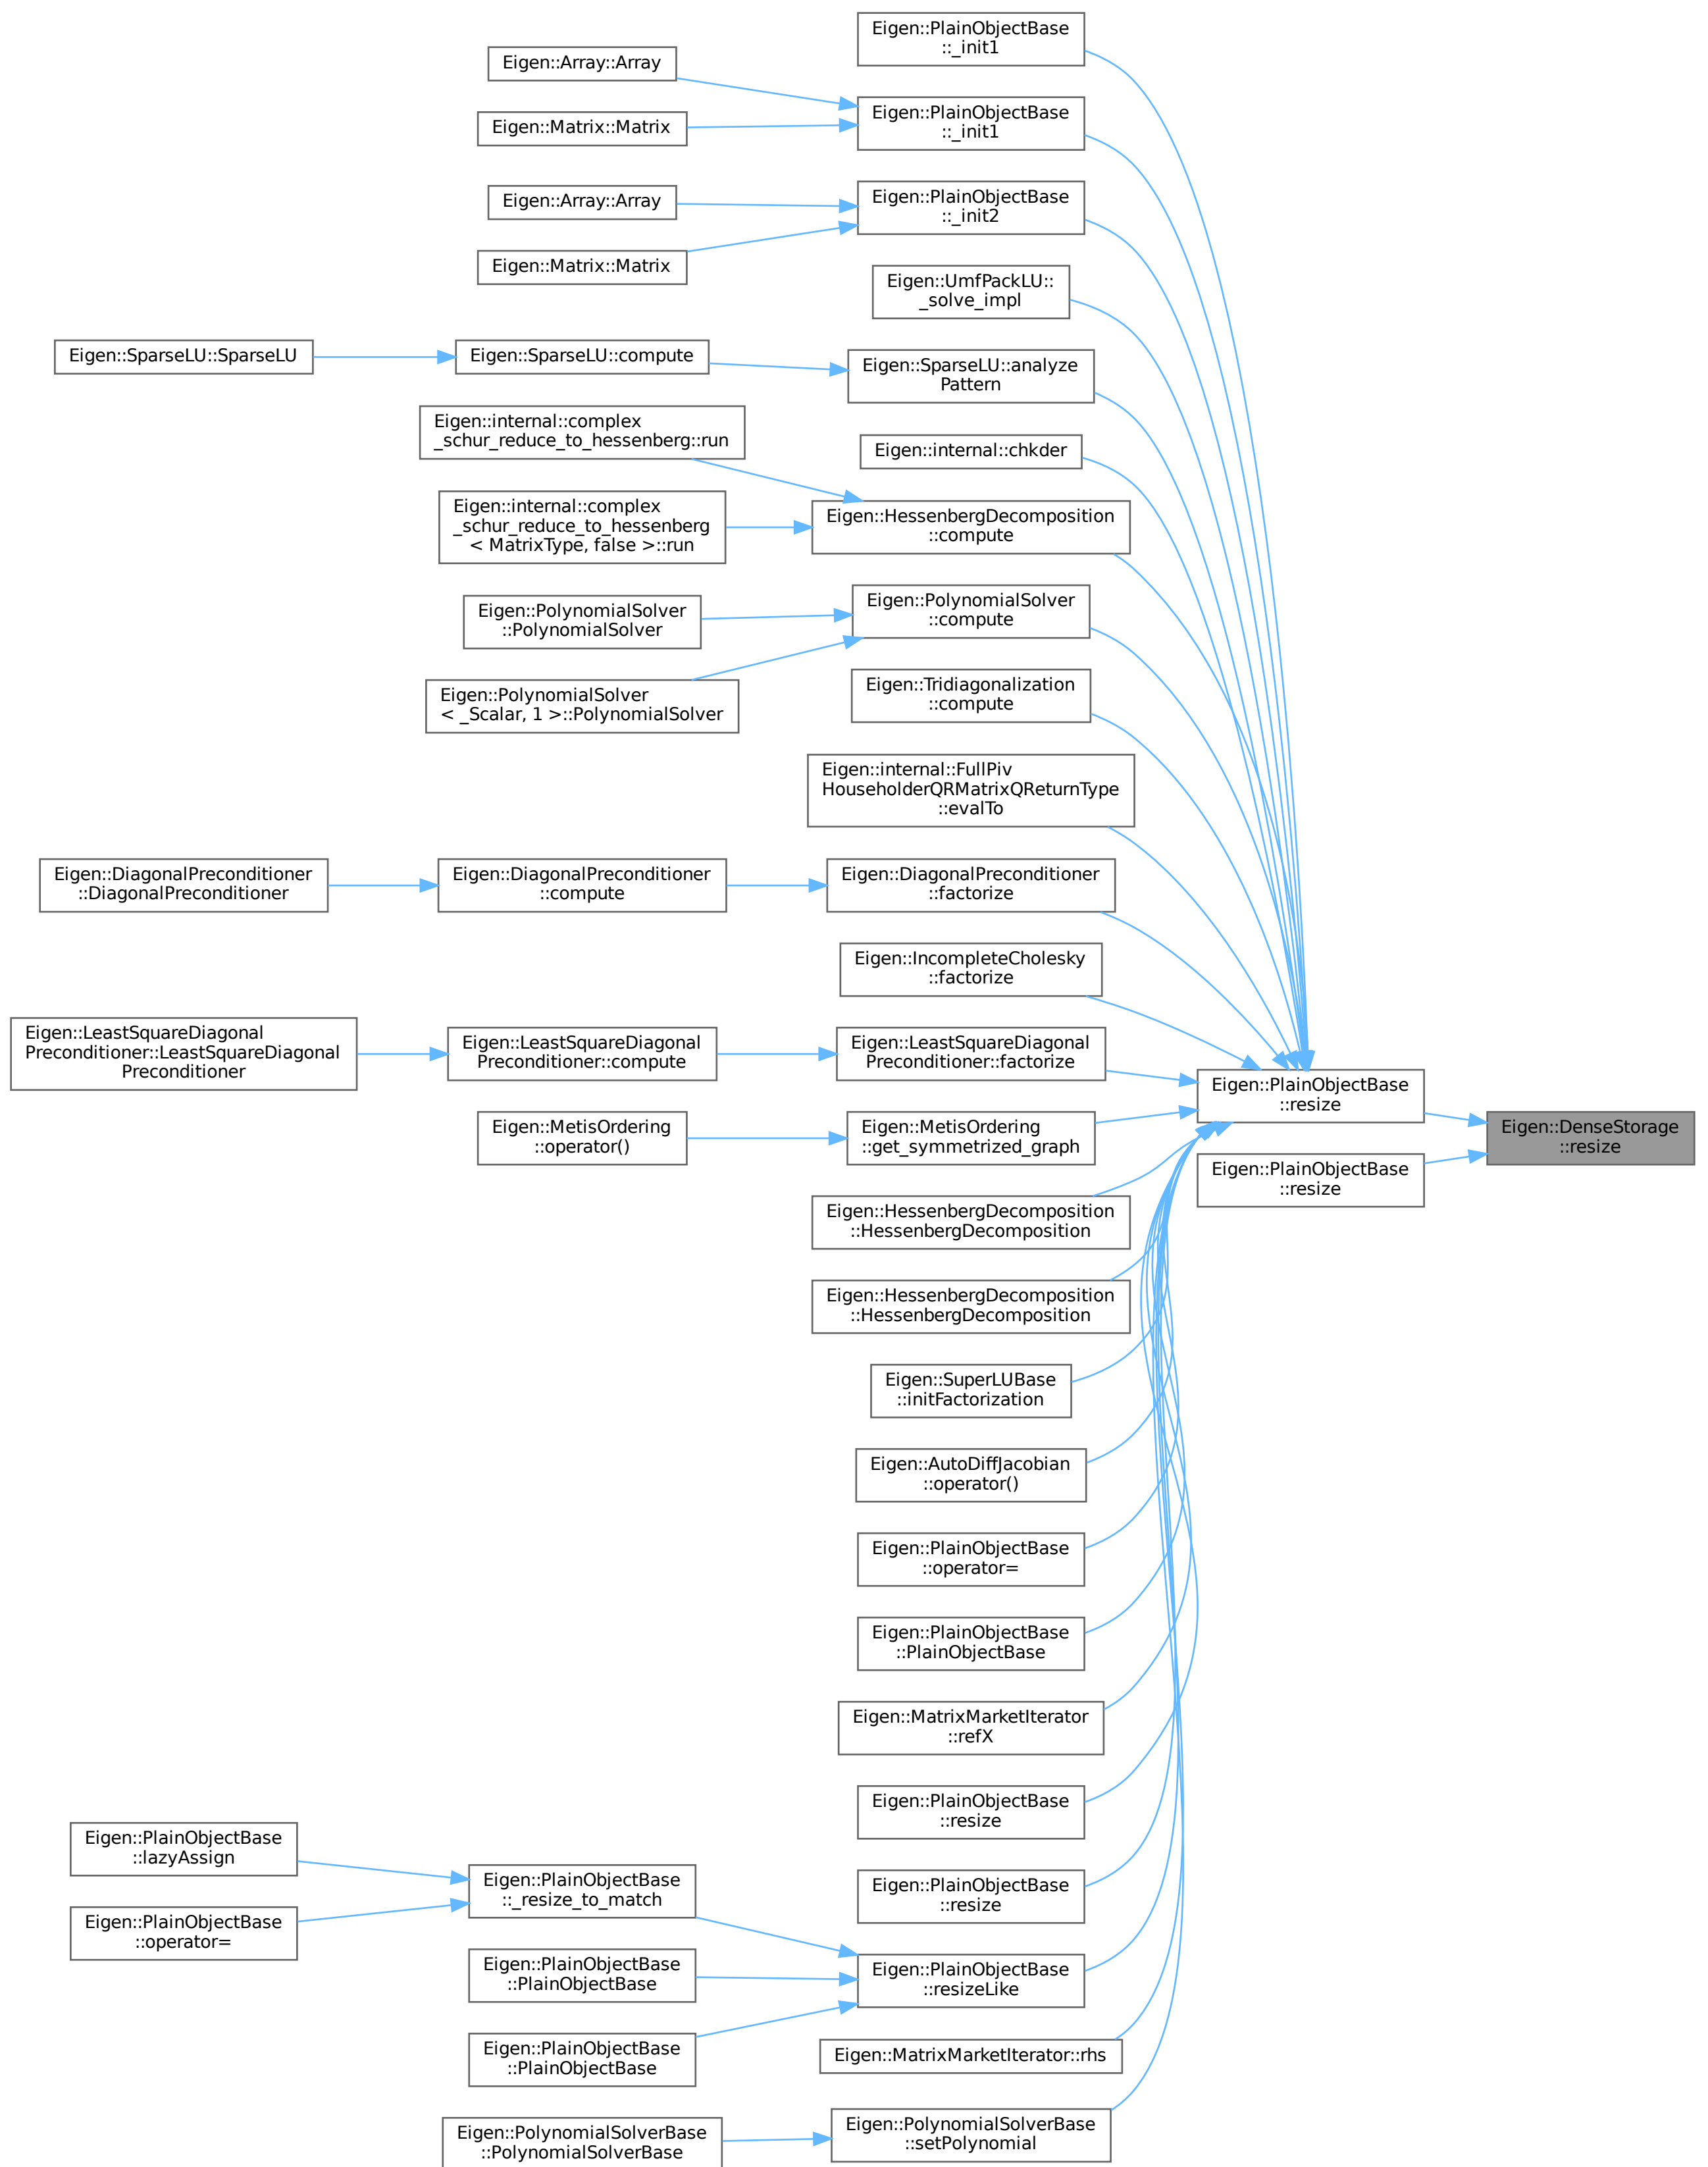 Eigen::PlainObjectBase
::_init1
Eigen::Array::Array
Eigen::PlainObjectBase
::_init1
Eigen::Matrix::Matrix
Eigen::Array::Array
Eigen::PlainObjectBase
::_init2
Eigen::Matrix::Matrix
Eigen::UmfPackLU::
_solve_impl
Eigen::SparseLU::SparseLU
Eigen::SparseLU::compute
Eigen::SparseLU::analyze
Pattern
Eigen::internal::complex
_schur_reduce_to_hessenberg::run
Eigen::internal::chkder
Eigen::internal::complex
_schur_reduce_to_hessenberg
< MatrixType, false >::run
Eigen::HessenbergDecomposition
::compute
Eigen::PolynomialSolver
::PolynomialSolver
Eigen::PolynomialSolver
::compute
Eigen::PolynomialSolver
< _Scalar, 1 >::PolynomialSolver
Eigen::Tridiagonalization
::compute
Eigen::internal::FullPiv
HouseholderQRMatrixQReturnType
::evalTo
Eigen::DiagonalPreconditioner
::DiagonalPreconditioner
Eigen::DiagonalPreconditioner
::compute
Eigen::DiagonalPreconditioner
::factorize
Eigen::IncompleteCholesky
::factorize
Eigen::LeastSquareDiagonal
Preconditioner::LeastSquareDiagonal
Preconditioner
Eigen::LeastSquareDiagonal
Preconditioner::compute
Eigen::LeastSquareDiagonal
Preconditioner::factorize
Eigen::PlainObjectBase
::resize
Eigen::DenseStorage
::resize
Eigen::MetisOrdering
::operator()
Eigen::MetisOrdering
::get_symmetrized_graph
Eigen::PlainObjectBase
::resize
Eigen::HessenbergDecomposition
::HessenbergDecomposition
Eigen::HessenbergDecomposition
::HessenbergDecomposition
Eigen::SuperLUBase
::initFactorization
Eigen::AutoDiffJacobian
::operator()
Eigen::PlainObjectBase
::operator=
Eigen::PlainObjectBase
::PlainObjectBase
Eigen::MatrixMarketIterator
::refX
Eigen::PlainObjectBase
::resize
Eigen::PlainObjectBase
::lazyAssign
Eigen::PlainObjectBase
::_resize_to_match
Eigen::PlainObjectBase
::resize
Eigen::PlainObjectBase
::operator=
Eigen::PlainObjectBase
::PlainObjectBase
Eigen::PlainObjectBase
::resizeLike
Eigen::PlainObjectBase
::PlainObjectBase
Eigen::MatrixMarketIterator::rhs
Eigen::PolynomialSolverBase
::PolynomialSolverBase
Eigen::PolynomialSolverBase
::setPolynomial